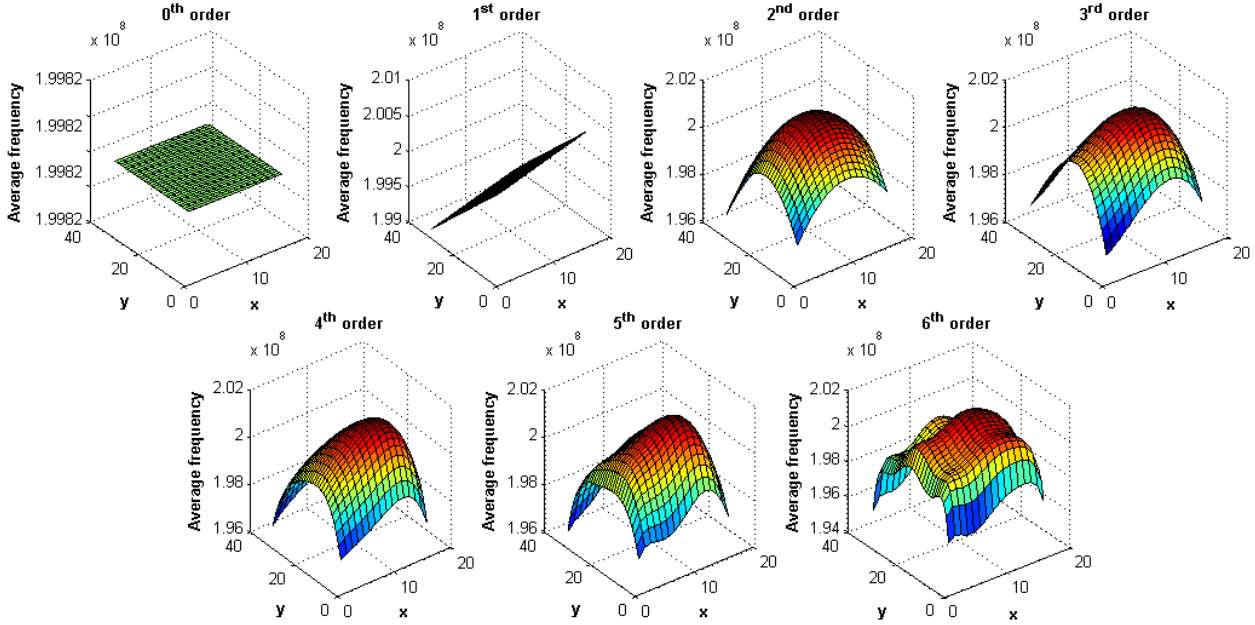 0th order
x 10^8
Average frequency
1.9982
1.9982
1.9982
1.9982
40
20
0
y
0
10
20
x
1st order
x 10^8
Average frequency
2.01
2.005
2
1.995
1.99
40
20
0
y
0
10
20
x
2nd order
x 10^8
Average frequency
2.02
2
1.98
1.96
40
20
0
y
0
10
20
x
3rd order
x 10^8
Average frequency
2.02
2
1.98
1.96
40
20
0
y
0
10
20
x
4th order
x 10^8
Average frequency
2.02
2
1.98
1.96
40
20
0
y
0
10
20
x
5th order
x 10^8
Average frequency
2.02
2
1.98
1.96
40
20
0
y
0
10
20
x
6th order
x 10^8
Average frequency
2.02
2
1.98
1.96
1.94
40
20
0
y
0
10
20
x